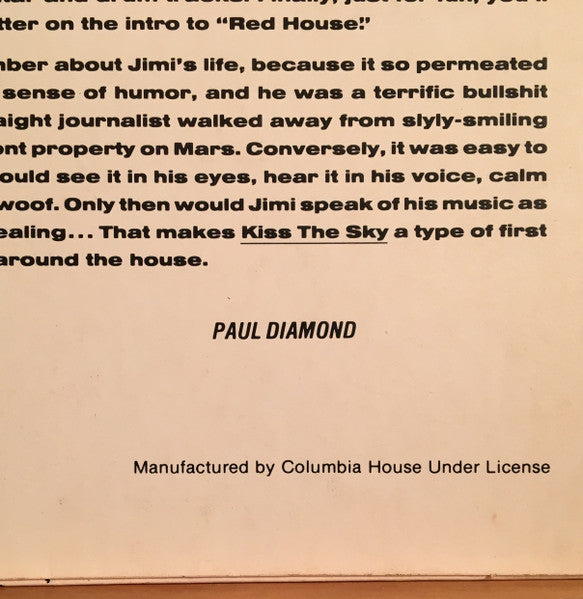 tter on the intro to “Red House.”
nber about Jimi's life, because it so permeated
sense of humor, and he was a terrific bullshit
aight journalist walked away from slyly-smiling
ont property on Mars. Conversely, it was easy to
ould see it in his eyes, hear it in his voice, calm
woof. Only then would Jimi speak of his music as
ealing... That makes Kiss The Sky a type of first
around the house.
PAUL DIAMOND
Manufactured by Columbia House Under License